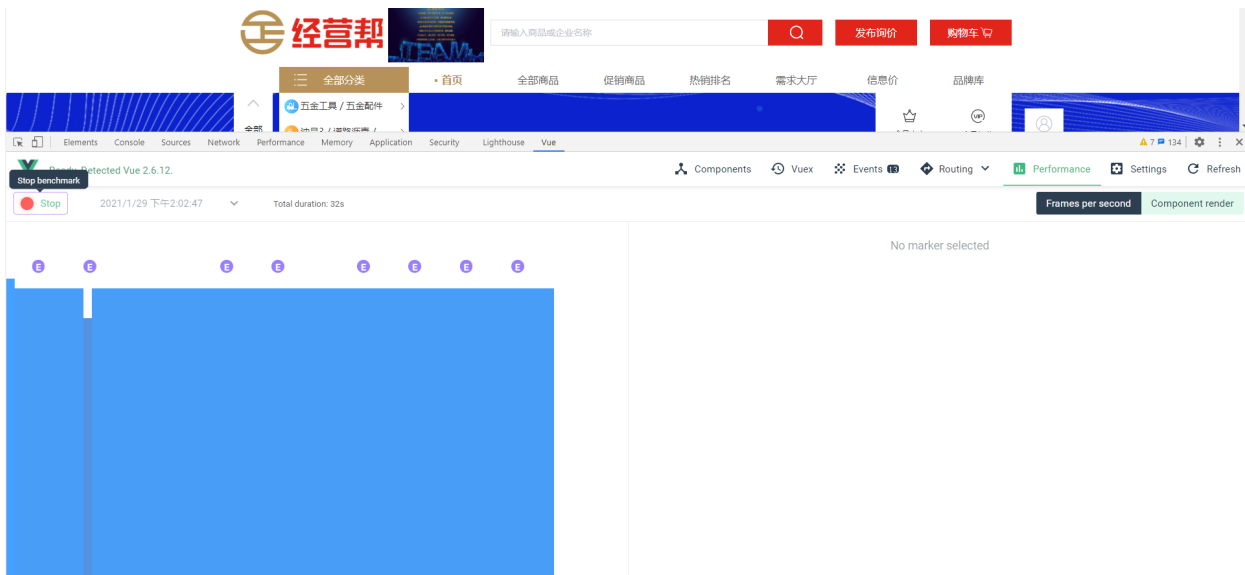 经营帮
请输入商品或企业名称
发布询价
购物车
全部分类
首页
全部商品
促销商品
热销排名
需求大厅
信息价
品牌库
五金工具 / 五金配件
VIP
Elements Console Sources Network Performance Memory Application Security Lighthouse Vue
7 134
Detected Vue 2.6.12.
Components Vuex Events 13 Routing Performance Settings Refresh
Stop benchmark
Stop 2021/1/29 下午2:02:47 Total duration: 32s
Frames per second Component render
No marker selected
E E E E E E E E